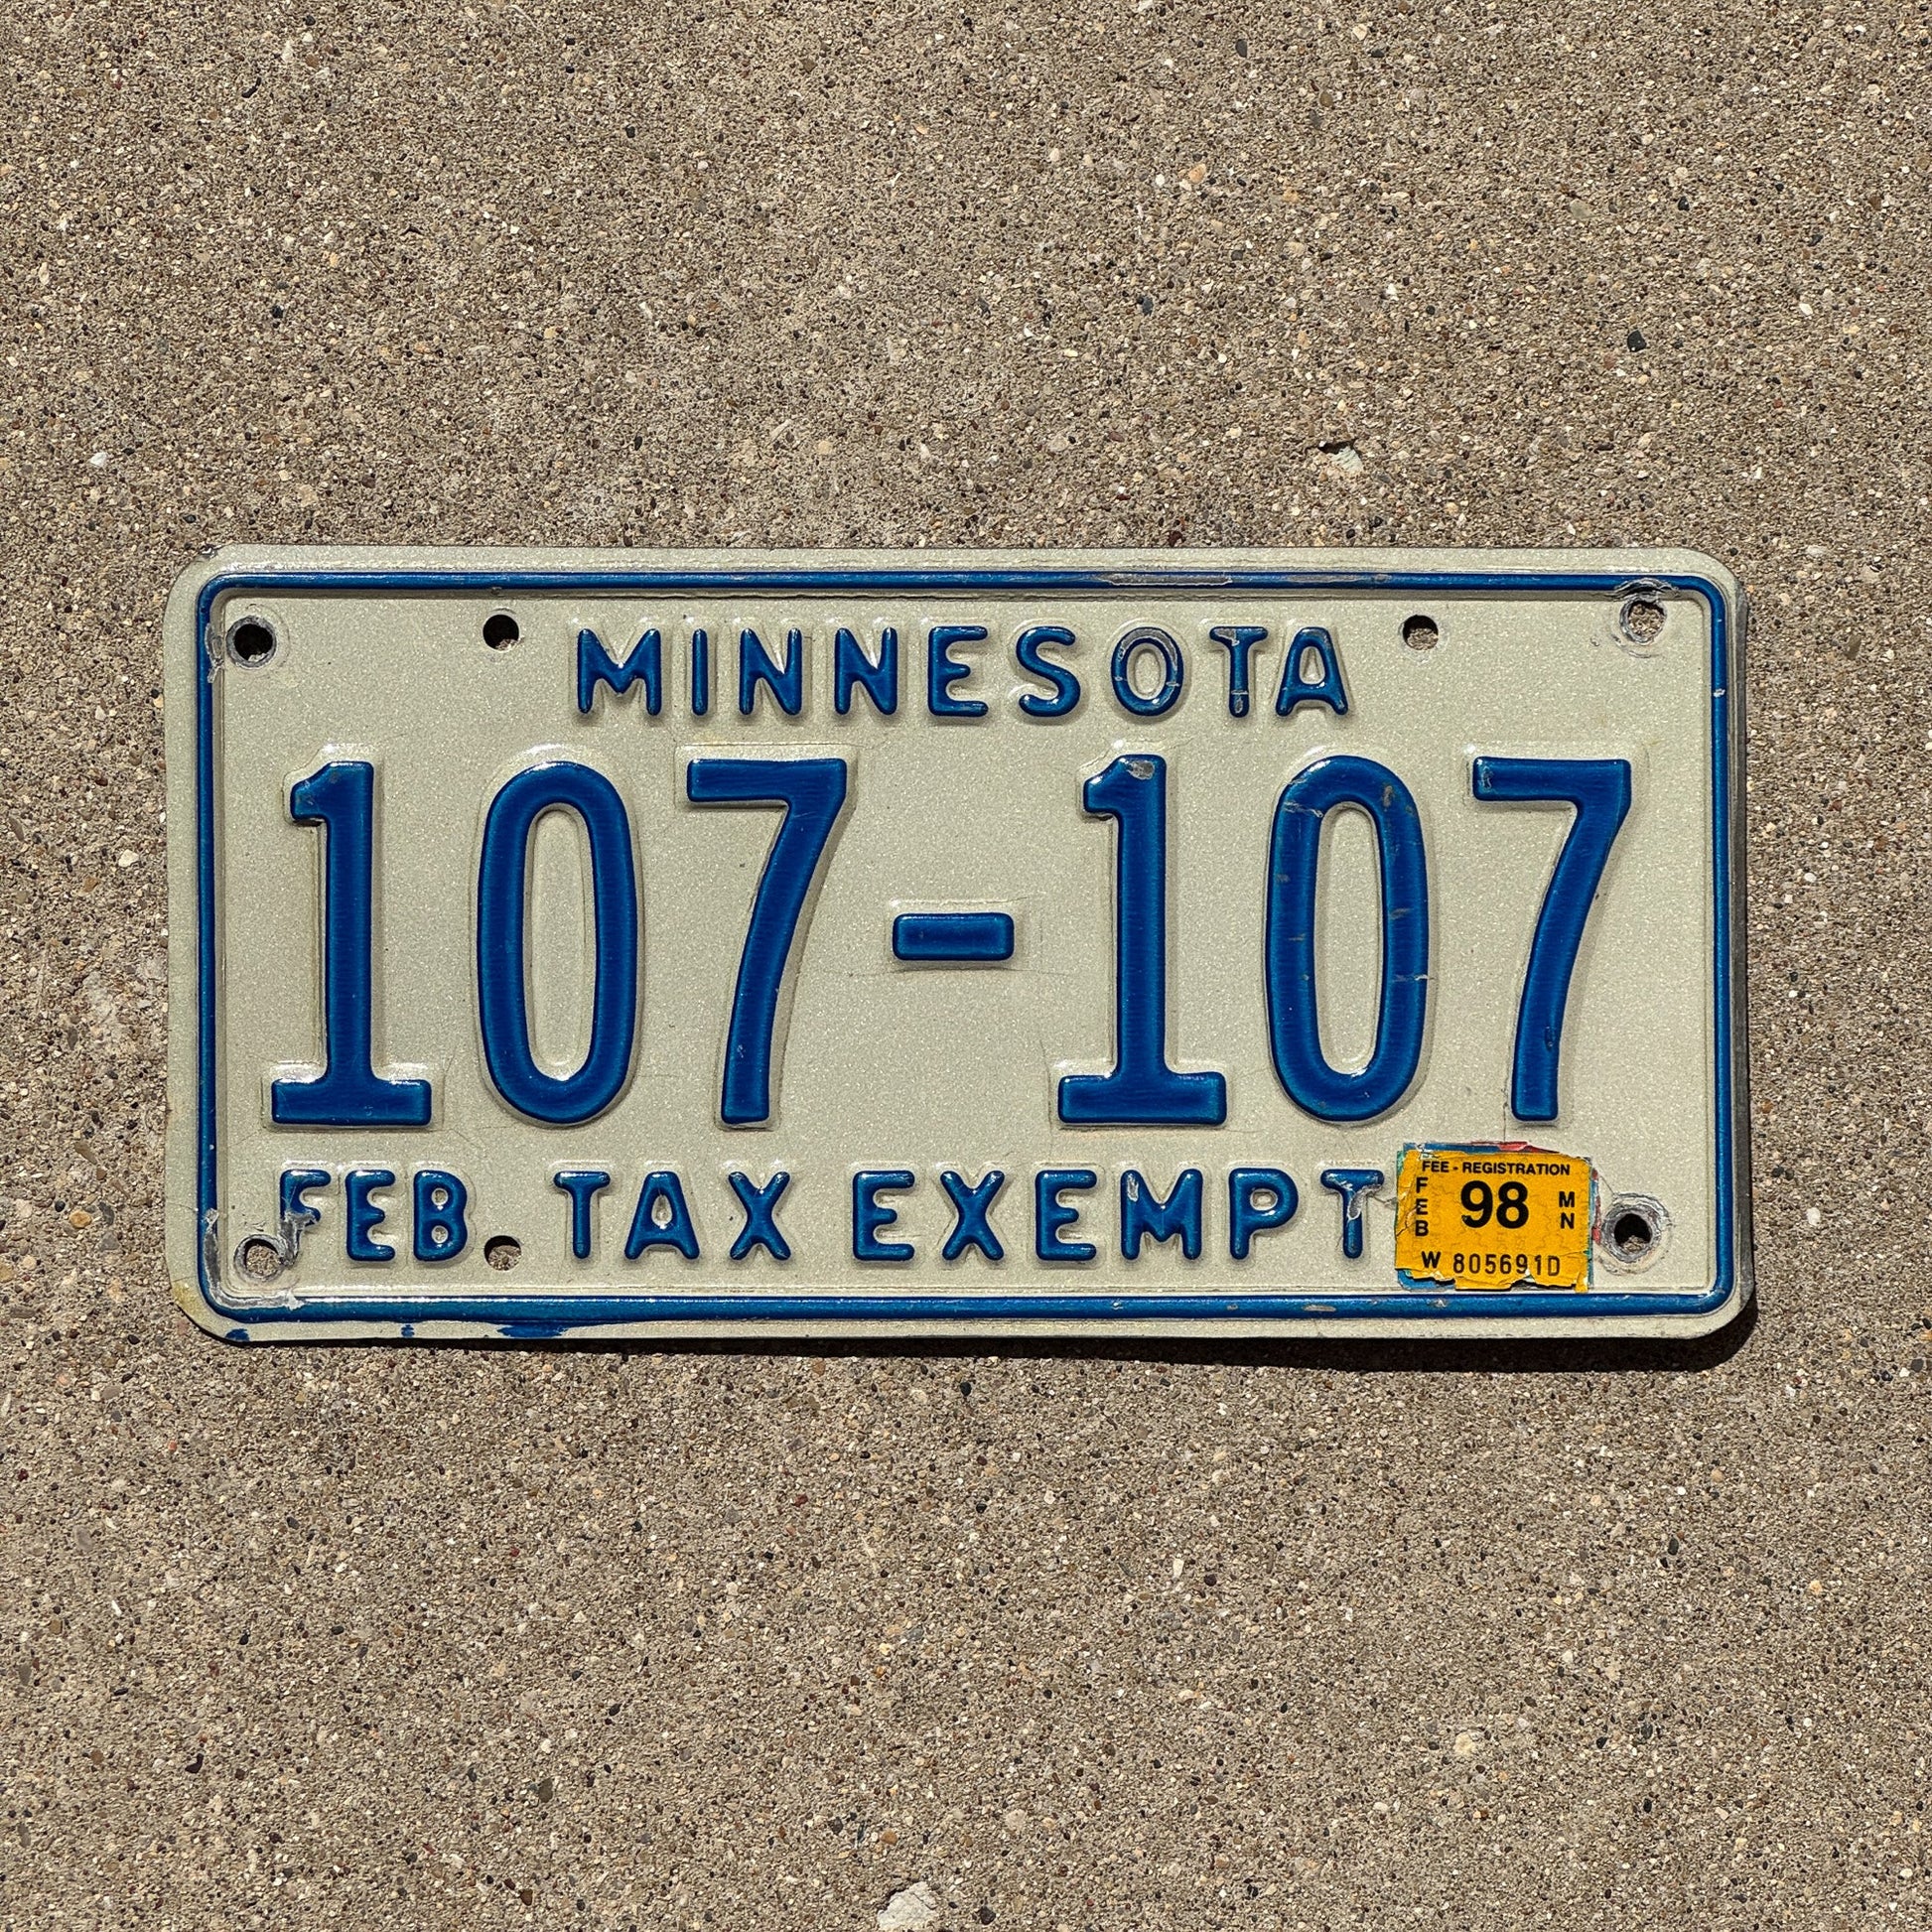 MINNESOTA
107-107
FEB. TAX EXEMPT
FEE - REGISTRATION
FEB 98 MN
W 805691D